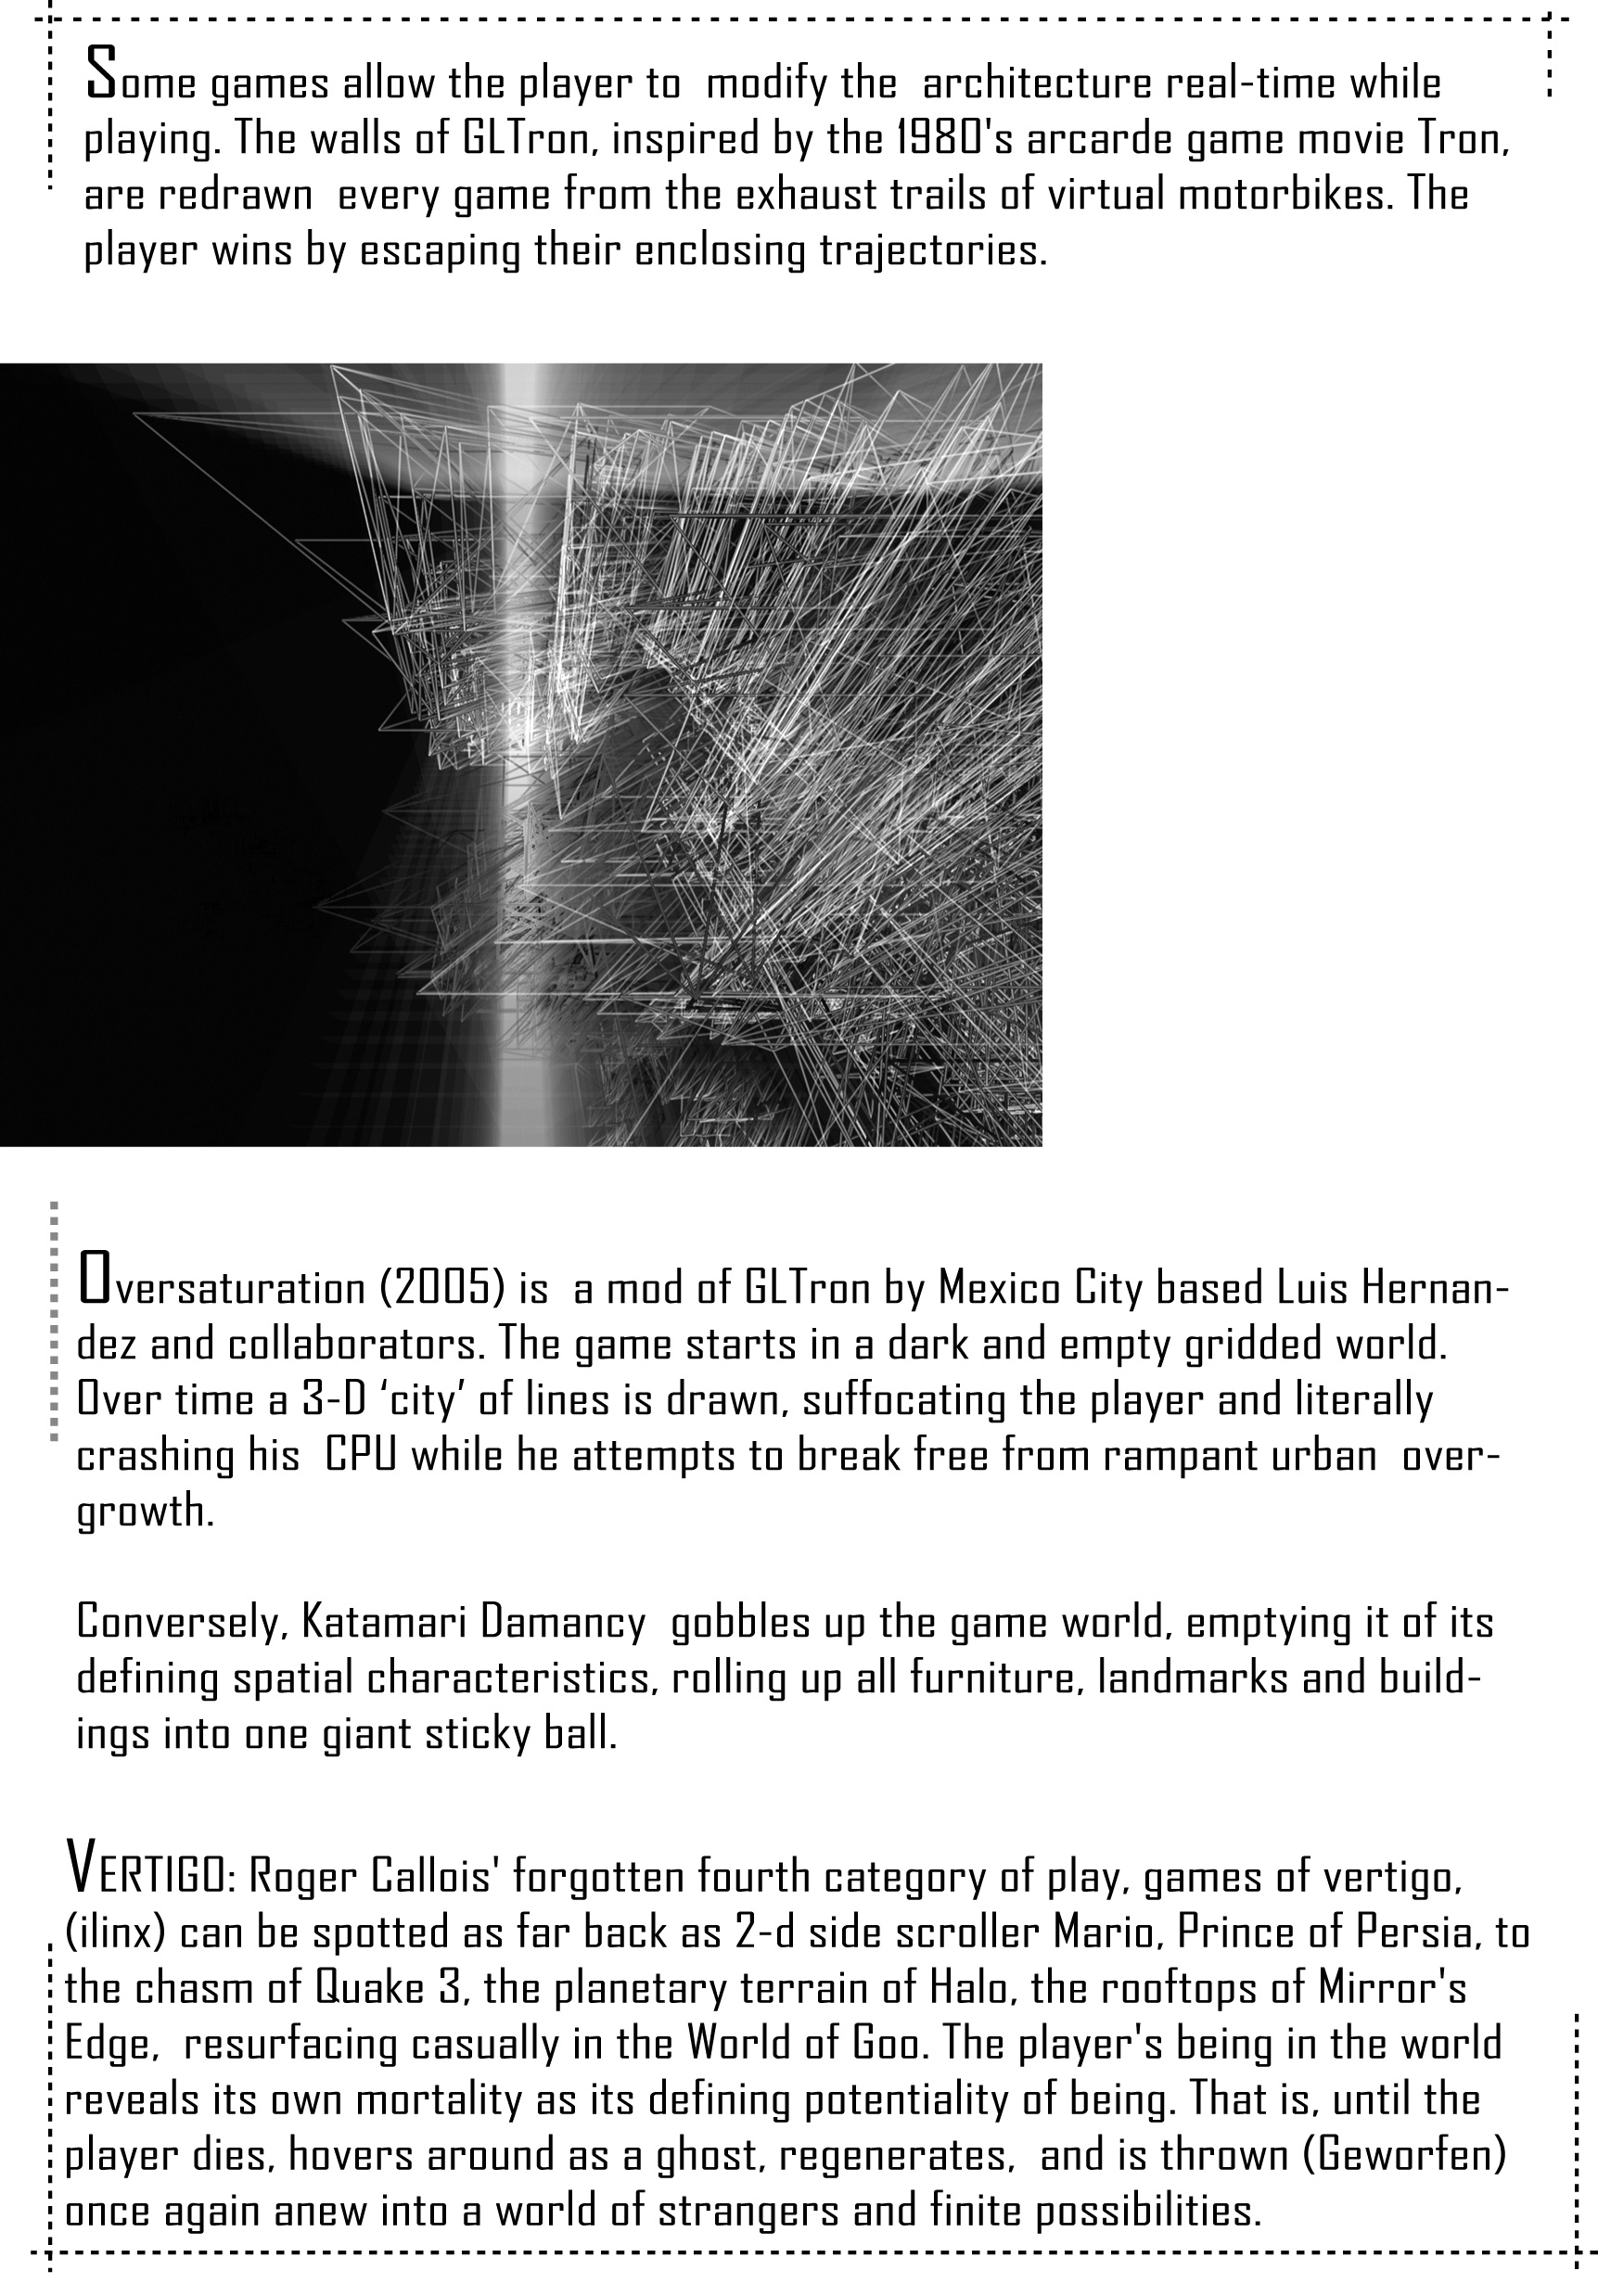 Some games allow the player to modify the architecture real-time while
playing. The walls of GLTron, inspired by the 1980's arcarde game movie Tron,
are redrawn every game from the exhaust trails of virtual motorbikes. The
player wins by escaping their enclosing trajectories.
Oversaturation (2005) is a mod of GLTron by Mexico City based Luis Hernan-
dez and collaborators. The game starts in a dark and empty gridded world.
Over time a 3-D ‘city’ of lines is drawn, suffocating the player and literally
crashing his CPU while he attempts to break free from rampant urban over-
growth.
Conversely, Katamari Damancy gobbles up the game world, emptying it of its
defining spatial characteristics, rolling up all furniture, landmarks and build-
ings into one giant sticky ball.
VERTIGO: Roger Callois' forgotten fourth category of play, games of vertigo,
(ilinx) can be spotted as far back as 2-d side scroller Mario, Prince of Persia, to
the chasm of Quake 3, the planetary terrain of Halo, the rooftops of Mirror's
Edge, resurfacing casually in the World of Goo. The player's being in the world
reveals its own mortality as its defining potentiality of being. That is, until the
player dies, hovers around as a ghost, regenerates, and is thrown (Geworfen)
once again anew into a world of strangers and finite possibilities.